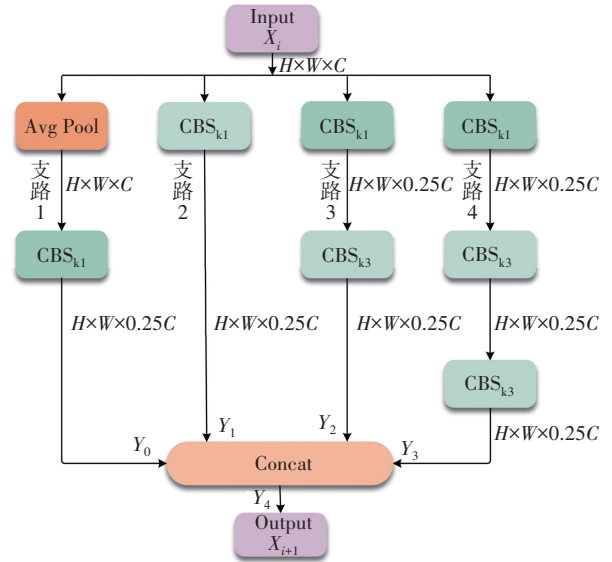 Input
X_i
H×W×C
Avg Pool
CBS_k1
CBS_k1
CBS_k1
支路1
H×W×C
支路2
支路3
H×W×0.25C
支路4
H×W×0.25C
CBS_k1
CBS_k3
CBS_k3
H×W×0.25C
H×W×0.25C
H×W×0.25C
H×W×0.25C
CBS_k3
H×W×0.25C
Y_0
Y_1
Y_2
Y_3
Concat
Y_4
Output
X_{i+1}